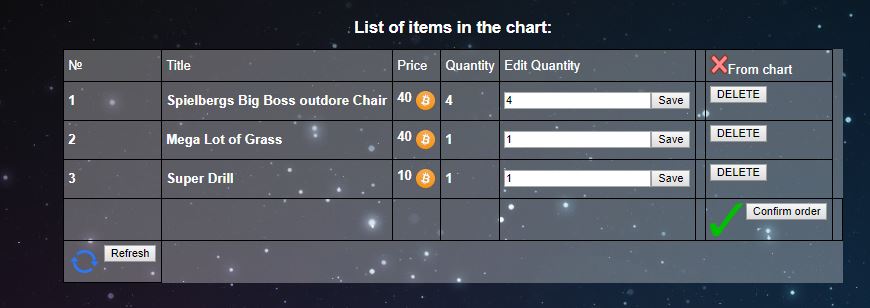 List of items in the chart:
№ Title Price Quantity Edit Quantity From chart
1 Spielbergs Big Boss outdore Chair 40 4 4 Save DELETE
2 Mega Lot of Grass 40 1 1 Save DELETE
3 Super Drill 10 1 1 Save DELETE
Confirm order
Refresh